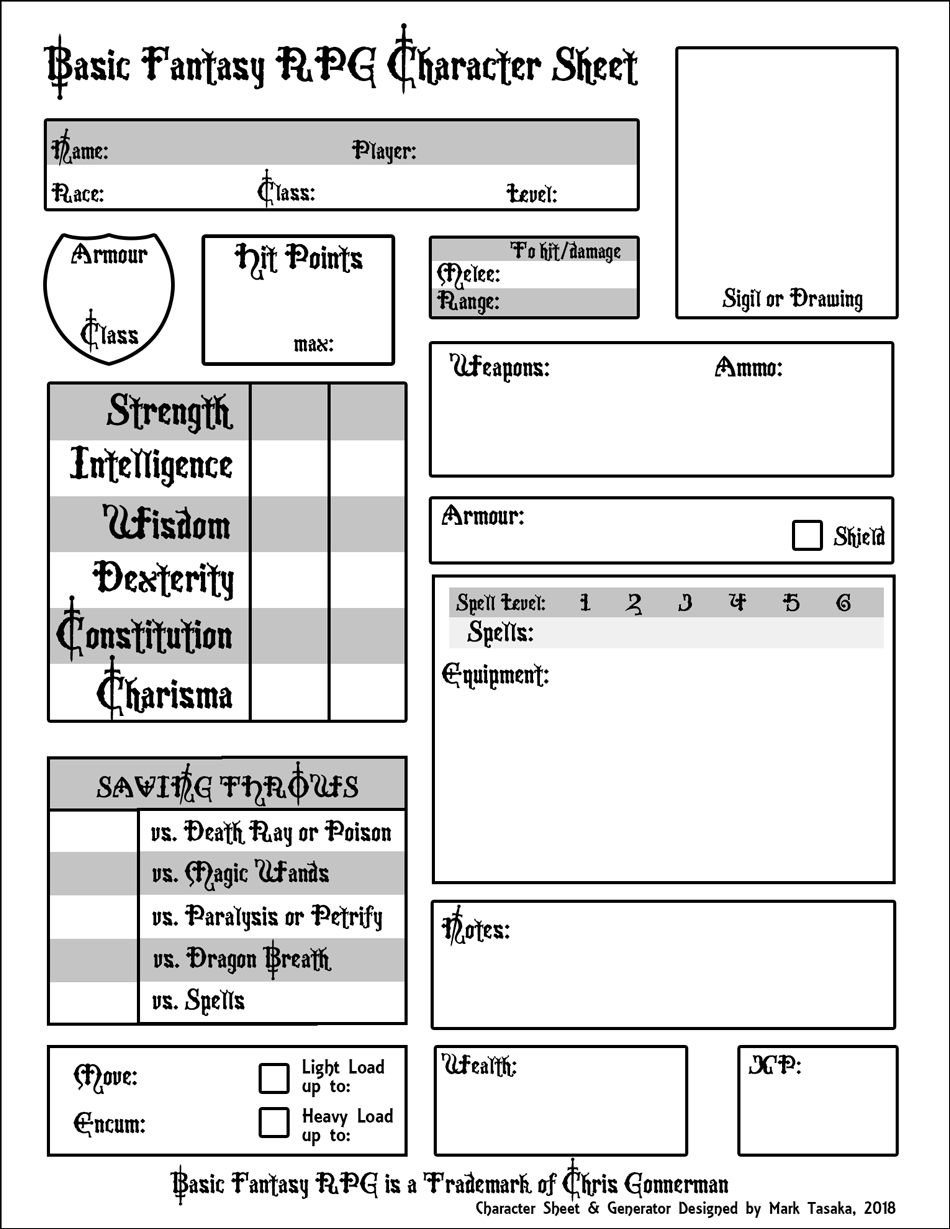 Basic Fantasy RPG Character Sheet
Name: Player:
Race: Class: Level:
Armour
Class
Hit Points
max:
To hit/damage
Melee:
Range:
Sigil or Drawing
Weapons: Ammo:
Strength
Intelligence
Wisdom
Dexterity
Constitution
Charisma
Armour:
Shield
Spell Level: 1 2 3 4 5 6
Spells:
Equipment:
SAVING THROWS
vs. Death Ray or Poison
vs. Magic Wands
vs. Paralysis or Petrify
vs. Dragon Breath
vs. Spells
Notes:
Move:
Encum:
Light Load
up to:
Heavy Load
up to:
Wealth:
XP:
Basic Fantasy RPG is a Trademark of Chris Gonnerman
Character Sheet & Generator Designed by Mark Tasaka, 2018